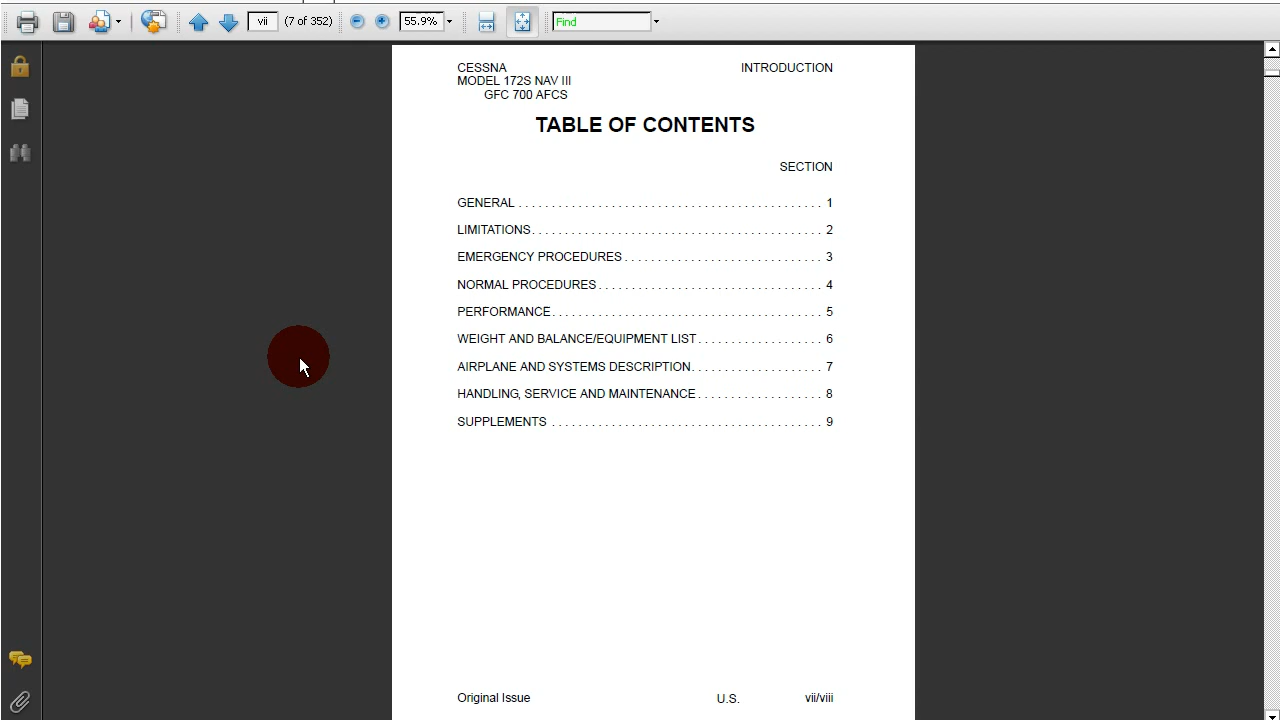 vii (7 of 352) 55.9% Find
CESSNA INTRODUCTION
MODEL 172S NAV III
GFC 700 AFCS
TABLE OF CONTENTS
SECTION
GENERAL . . . . . . . . . . . . . . . . . . . . . . . . . . . . . . . . . . . . . . . . . . . . . . 1
LIMITATIONS. . . . . . . . . . . . . . . . . . . . . . . . . . . . . . . . . . . . . . . . . . . . 2
EMERGENCY PROCEDURES . . . . . . . . . . . . . . . . . . . . . . . . . . . . . . 3
NORMAL PROCEDURES . . . . . . . . . . . . . . . . . . . . . . . . . . . . . . . . . . 4
PERFORMANCE. . . . . . . . . . . . . . . . . . . . . . . . . . . . . . . . . . . . . . . . . 5
WEIGHT AND BALANCE/EQUIPMENT LIST . . . . . . . . . . . . . . . . . . . 6
AIRPLANE AND SYSTEMS DESCRIPTION. . . . . . . . . . . . . . . . . . . . 7
HANDLING, SERVICE AND MAINTENANCE . . . . . . . . . . . . . . . . . . . 8
SUPPLEMENTS . . . . . . . . . . . . . . . . . . . . . . . . . . . . . . . . . . . . . . . . . 9
Original Issue U.S. vii/viii